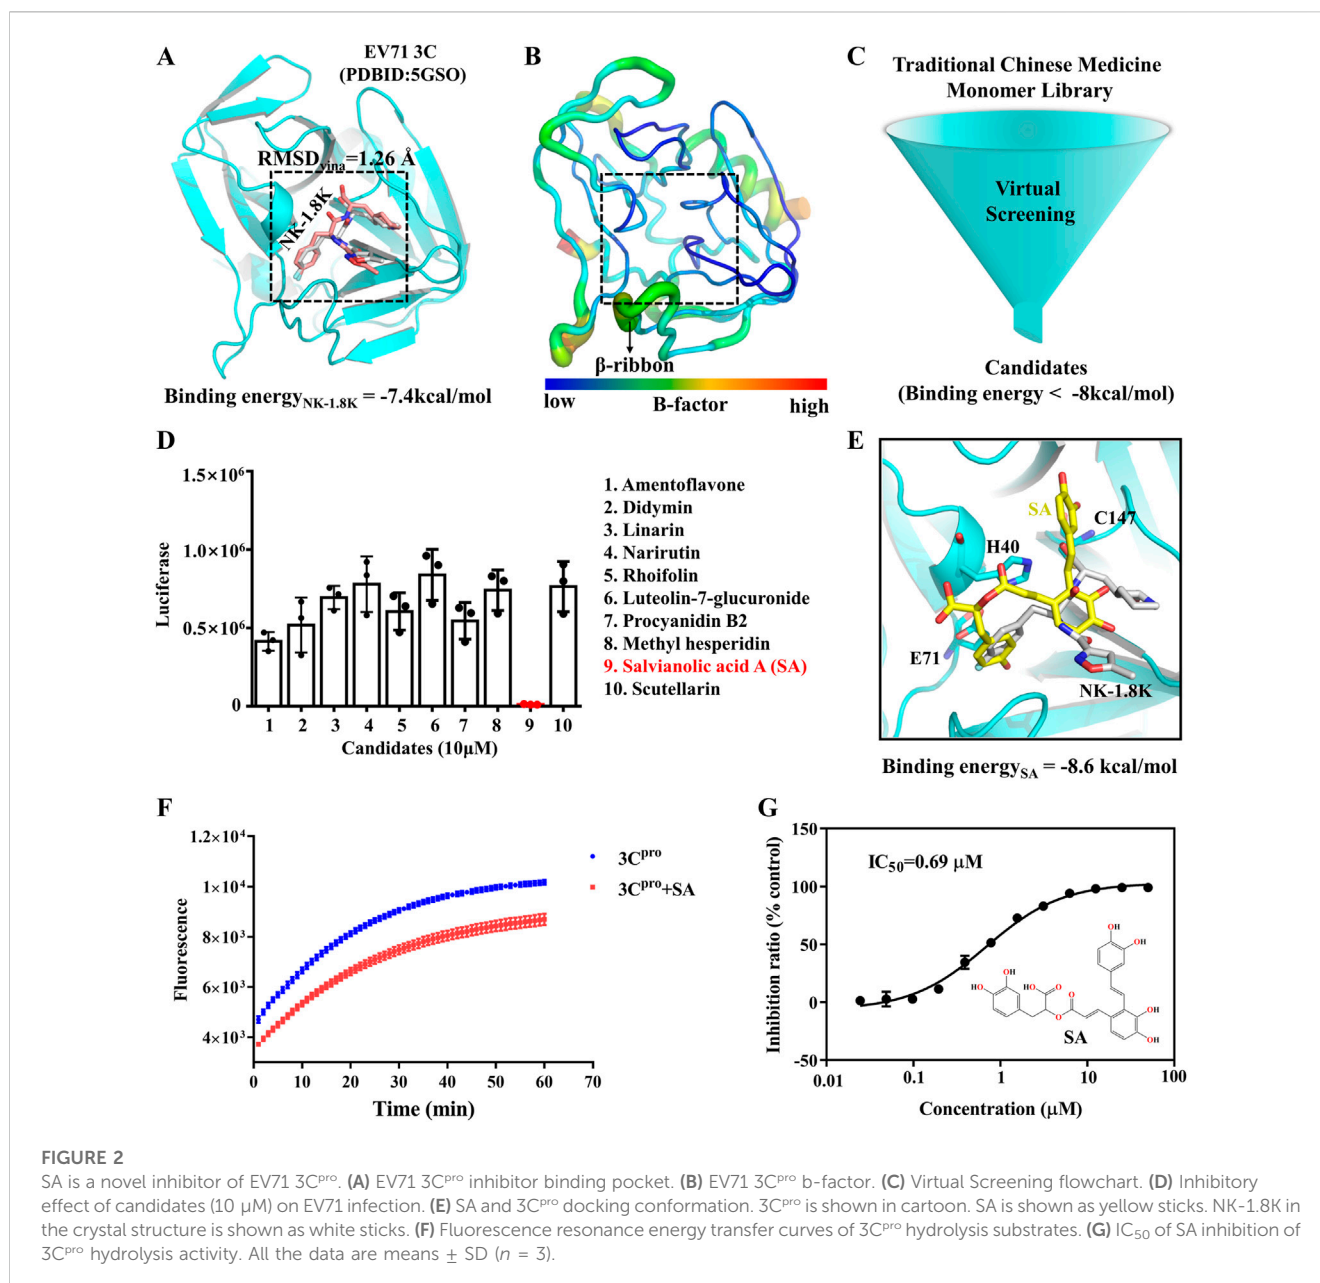 A
EV71 3C
(PDBID:5GSO)
RMSDvina=1.26 Å
NK-1.8K
Binding energyNK-1.8K = -7.4kcal/mol
B
β-ribbon
low B-factor high
C
Traditional Chinese Medicine
Monomer Library
Virtual
Screening
Candidates
(Binding energy < -8kcal/mol)
D
Luciferase
1.5×10⁶
1.0×10⁶
0.5×10⁶
0
1 2 3 4 5 6 7 8 9 10
Candidates (10μM)
1. Amentoflavone
2. Didymin
3. Linarin
4. Narirutin
5. Rhoifolin
6. Luteolin-7-glucuronide
7. Procyanidin B2
8. Methyl hesperidin
9. Salvianolic acid A (SA)
10. Scutellarin
E
SA
C147
H40
E71
NK-1.8K
Binding energySA = -8.6 kcal/mol
F
Fluorescence
1.2×10⁴
1×10⁴
8×10³
6×10³
4×10³
0 10 20 30 40 50 60 70
Time (min)
3Cᵖʳᵒ
3Cᵖʳᵒ+SA
G
Inhibition ratio (% control)
150
100
50
0
-50
0.01 0.1 1 10 100
Concentration (μM)
IC₅₀=0.69 μM
OH
OH
OH
HO
O
HO
HO
O
O
OH
OH
SA
FIGURE 2
SA is a novel inhibitor of EV71 3Cᵖʳᵒ. (A) EV71 3Cᵖʳᵒ inhibitor binding pocket. (B) EV71 3Cᵖʳᵒ b-factor. (C) Virtual Screening flowchart. (D) Inhibitory
effect of candidates (10 μM) on EV71 infection. (E) SA and 3Cᵖʳᵒ docking conformation. 3Cᵖʳᵒ is shown in cartoon. SA is shown as yellow sticks. NK-1.8K in
the crystal structure is shown as white sticks. (F) Fluorescence resonance energy transfer curves of 3Cᵖʳᵒ hydrolysis substrates. (G) IC₅₀ of SA inhibition of
3Cᵖʳᵒ hydrolysis activity. All the data are means ± SD (n = 3).